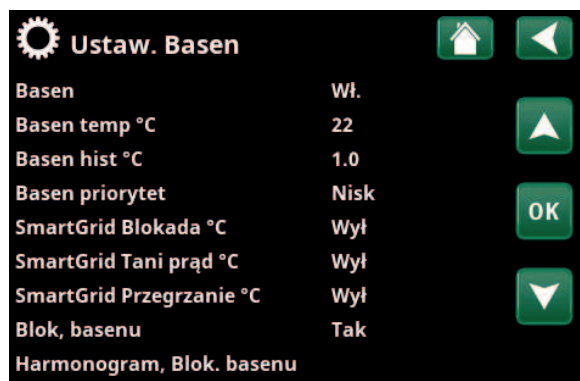 Ustaw. Basen
Basen Wł.
Basen temp °C 22
Basen hist °C 1.0
Basen priorytet Nisk
SmartGrid Blokada °C Wył
SmartGrid Tani prąd °C Wył
SmartGrid Przegrzanie °C Wył
Blok, basenu Tak
Harmonogram, Blok. basenu
OK